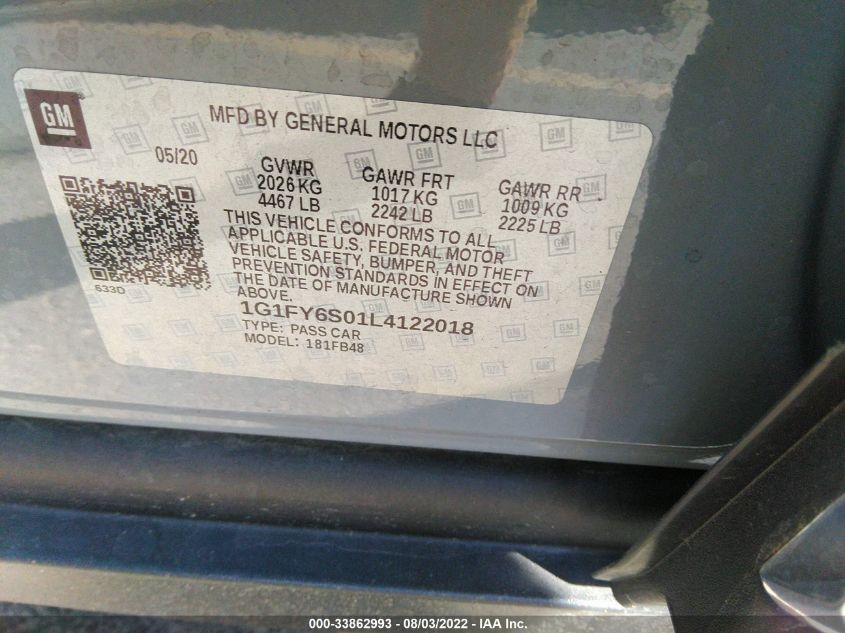 GM
MFD BY GENERAL MOTORS LLC
05/20
GVWR
2026 KG
4467 LB
GAWR FRT
1017 KG
2242 LB
GAWR RR
1009 KG
2225 LB
THIS VEHICLE CONFORMS TO ALL
APPLICABLE U.S. FEDERAL MOTOR
VEHICLE SAFETY, BUMPER, AND THEFT
PREVENTION STANDARDS IN EFFECT ON
THE DATE OF MANUFACTURE SHOWN
ABOVE.
633D
1G1FY6S01L4122018
TYPE: PASS CAR
MODEL: 181FB48
000-33862993 - 08/03/2022 - IAA Inc.